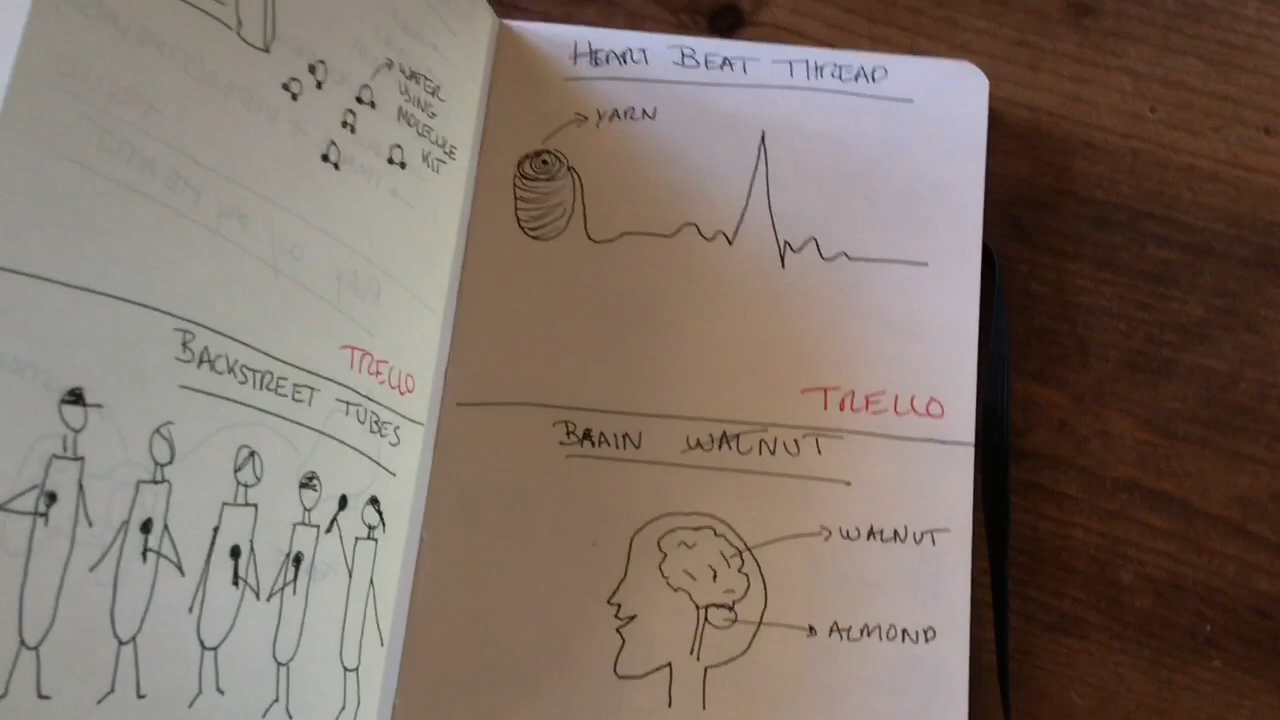 WATER
USING
MOLECULE
KIT
TRELLO
BACKSTREET TUBES
HEART BEAT THREAD
YARN
TRELLO
BRAIN WALNUT
WALNUT
ALMOND